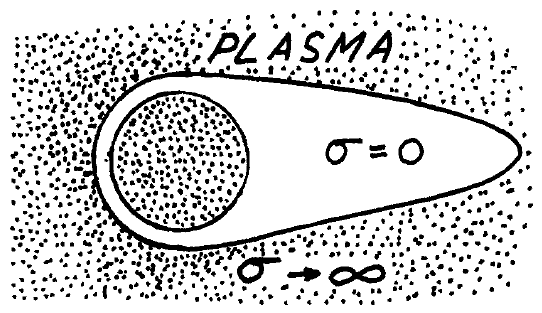 PLASMA
σ = 0
σ → ∞